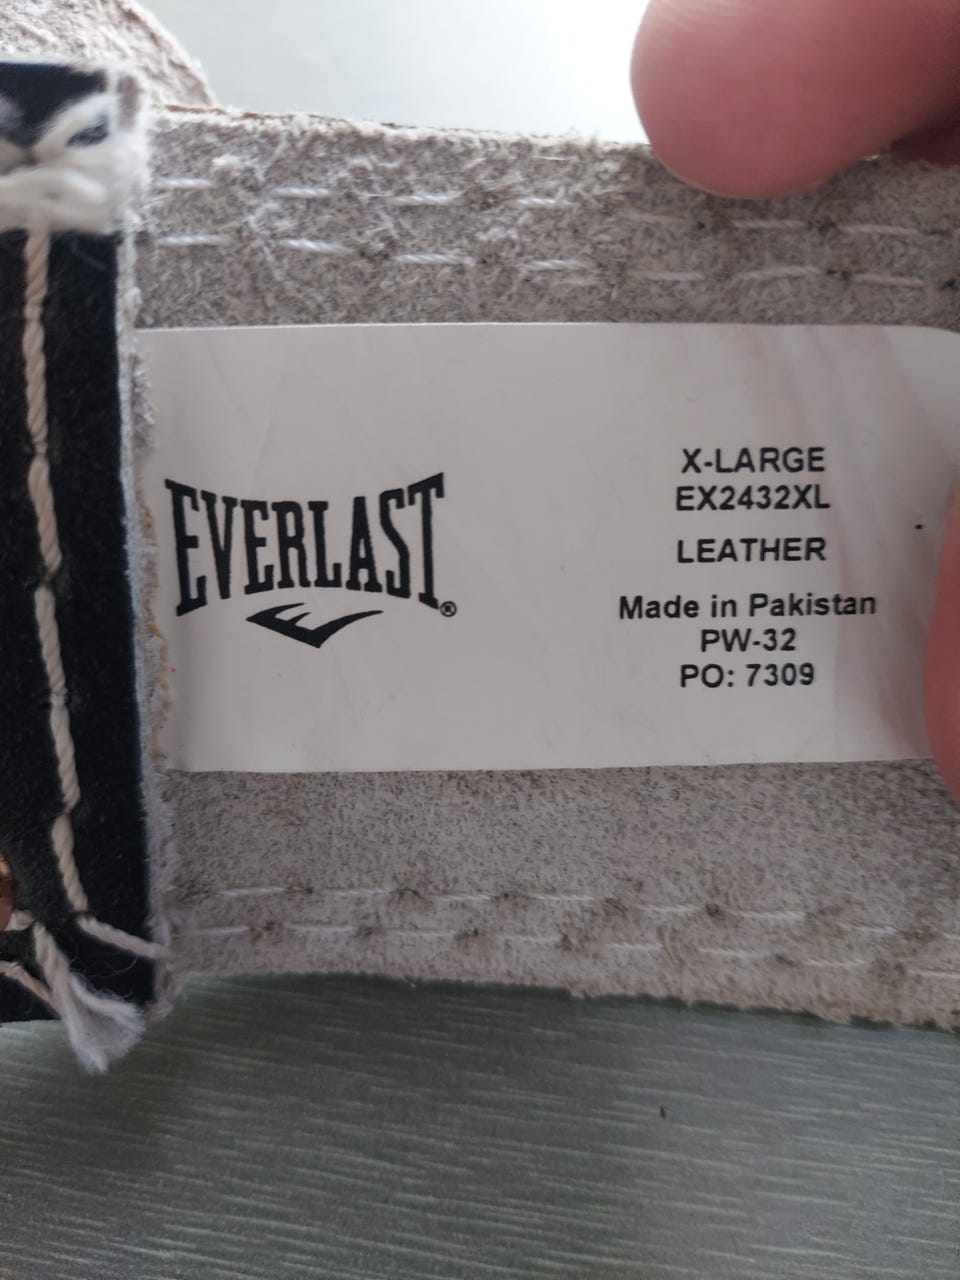 EVERLAST®
X-LARGE
EX2432XL
LEATHER
Made in Pakistan
PW-32
PO: 7309